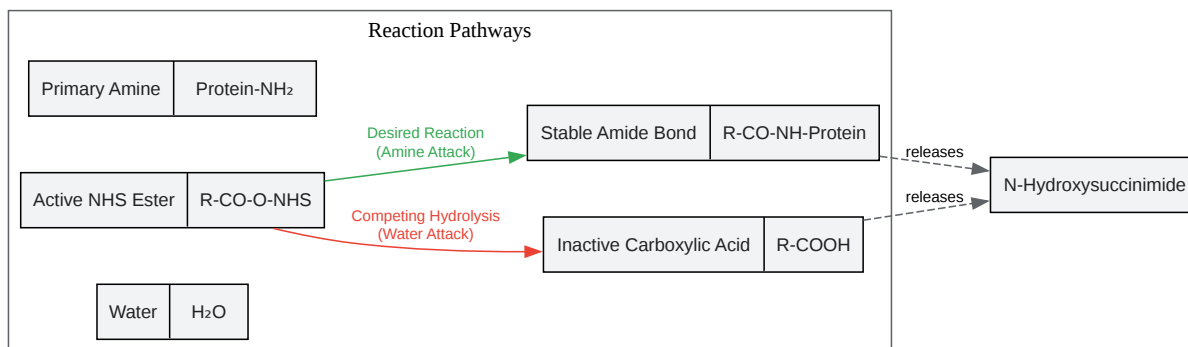 Reaction Pathways
Primary Amine Protein-NH₂
Desired Reaction
(Amine Attack)
Stable Amide Bond R-CO-NH-Protein
releases
Active NHS Ester R-CO-O-NHS
N-Hydroxysuccinimide
Competing Hydrolysis
(Water Attack)
releases
Inactive Carboxylic Acid R-COOH
Water H₂O